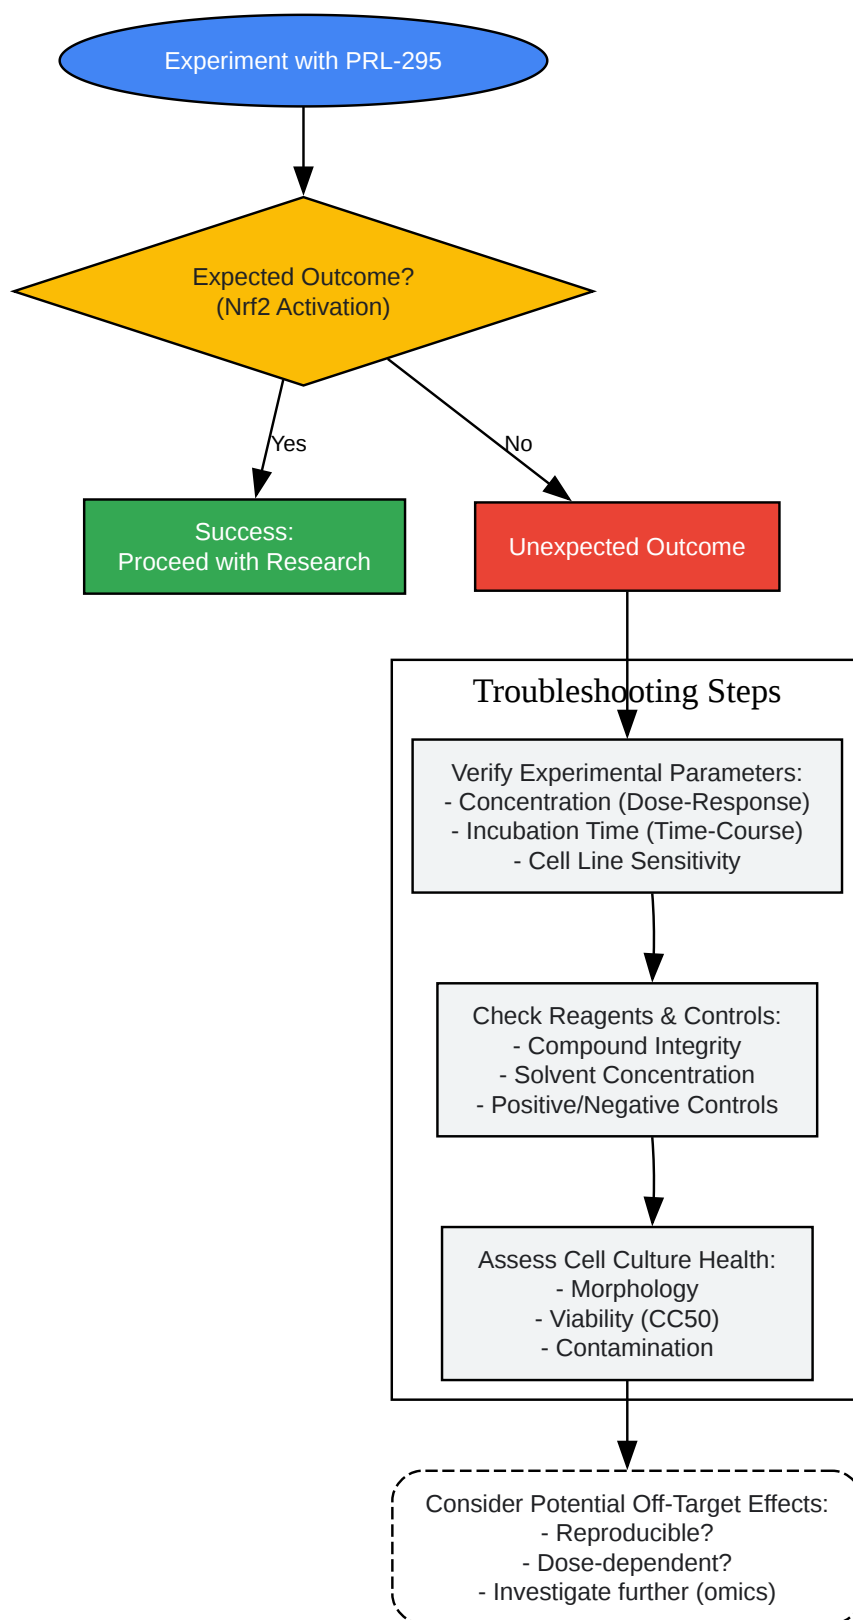 Experiment with PRL-295
Expected Outcome?
(Nrf2 Activation)
Yes
No
Success:
Proceed with Research
Unexpected Outcome
Troubleshooting Steps
Verify Experimental Parameters:
- Concentration (Dose-Response)
- Incubation Time (Time-Course)
- Cell Line Sensitivity
Check Reagents & Controls:
- Compound Integrity
- Solvent Concentration
- Positive/Negative Controls
Assess Cell Culture Health:
- Morphology
- Viability (CC50)
- Contamination
Consider Potential Off-Target Effects:
- Reproducible?
- Dose-dependent?
- Investigate further (omics)